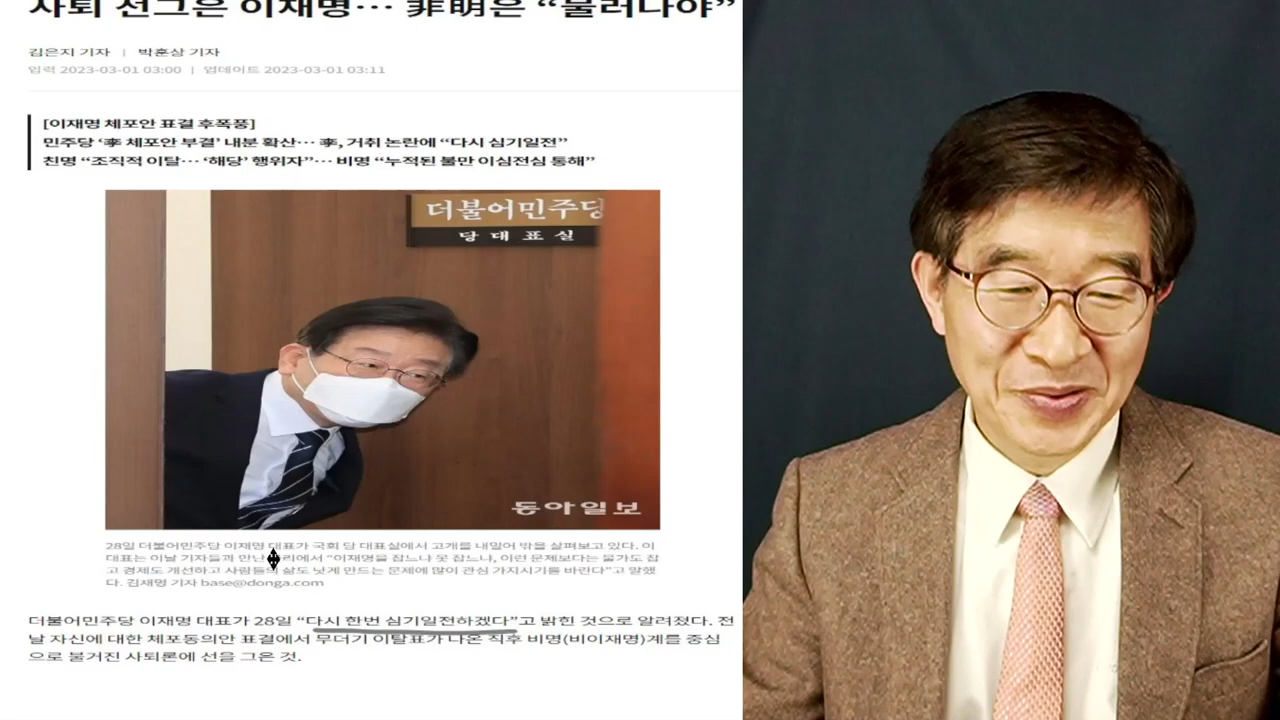 사퇴 선그은 이재명… 非明은 “물러나야”
김은지 기자 | 박훈상 기자
입력 2023-03-01 03:00 | 업데이트 2023-03-01 03:11
[이재명 체포안 표결 후폭풍]
민주당 ‘李 체포안 부결’ 내분 확산… 李, 거취 논란에 “다시 심기일전”
친명 “조직적 이탈… ‘해당’ 행위자”… 비명 “누적된 불만 이심전심 통해”
더불어민주당
당대표실
동아일보
28일 더불어민주당 이재명 대표가 국회 당 대표실에서 고개를 내밀어 밖을 살펴보고 있다. 이
대표는 이날 기자들과 만난 자리에서 “이재명을 잡느냐 못 잡느냐, 이런 문제보다는 물가도 잡
고 경제도 개선하고 사람들의 삶도 낫게 만드는 문제에 많이 관심 가지시기를 바란다”고 말했
다. 김재명 기자 base@donga.com
더불어민주당 이재명 대표가 28일 “다시 한번 심기일전하겠다”고 밝힌 것으로 알려졌다. 전
날 자신에 대한 체포동의안 표결에서 무더기 이탈표가 나온 직후 비명(비이재명)계를 중심
으로 불거진 사퇴론에 선을 그은 것.